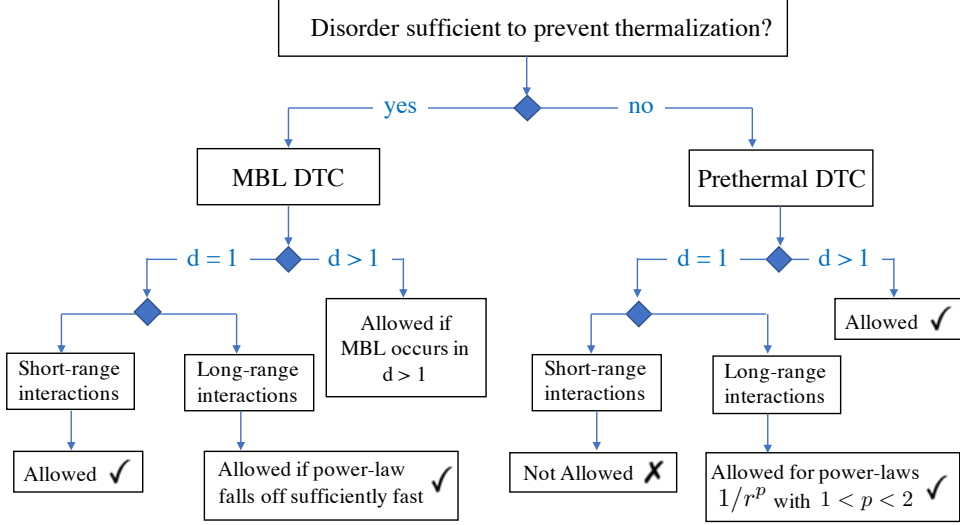 Disorder sufficient to prevent thermalization?
yes
no
MBL DTC
Prethermal DTC
d = 1
d > 1
d = 1
d > 1
Allowed if
MBL occurs in
d > 1
Allowed ✓
Short-range
interactions
Long-range
interactions
Short-range
interactions
Long-range
interactions
Allowed ✓
Allowed if power-law
falls off sufficiently fast ✓
Not Allowed ✗
Allowed for power-laws
1/r^p with 1 < p < 2 ✓